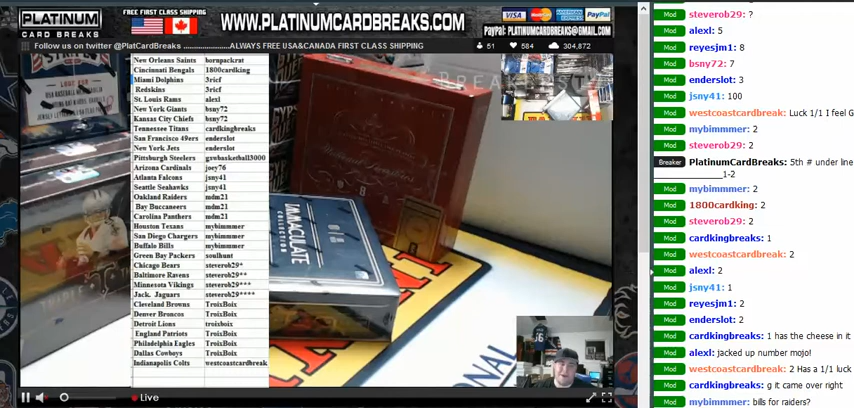 PLATINUM
CARD BREAKS
FREE FIRST CLASS SHIPPING
WWW.PLATINUMCARDBREAKS.COM
VISA
PayPal
Paypal: PLATINUMCARDBREAKS@GMAIL.COM
Follow us on twitter @PlatCardBreaks ......................ALWAYS FREE USA&CANADA FIRST CLASS SHIPPING
51 584 304,872
BREAKERS
New Orleans Saints bornpackrat
Cincinnati Bengals 1800cardking
Miami Dolphins 3ricf
Redskins 3ricf
St. Louis Rams alexl
New York Giants bsny72
Kansas City Chiefs bsny72
Tennessee Titans cardkingbreaks
San Francisco 49ers enderslot
New York Jets enderslot
Pittsburgh Steelers gswbasketball3000
Arizona Cardinals joey76
Atlanta Falcons jsny41
Seattle Seahawks jsny41
Oakland Raiders mdm21
Bay Buccaneers mdm21
Carolina Panthers mdm21
Houston Texans mybimmmer
San Diego Chargers mybimmmer
Buffalo Bills mybimmmer
Green Bay Packers soulhunt
Chicago Bears steverob29*
Baltimore Ravens steverob29**
Minnesota Vikings steverob29***
Jack. Jaguars steverob29****
Cleveland Browns TroixBoix
Denver Broncos TroixBoix
Detroit Lions troixboix
England Patriots TroixBoix
Philadelphia Eagles TroixBoix
Dallas Cowboys TroixBoix
Indianapolis Colts westcoastcardbreak
IMMACULATE
COLLECTION
Live
Mod steverob29: ?
Mod alexl: 5
Mod reyesjm1: 8
Mod bsny72: 7
Mod enderslot: 3
Mod jsny41: 100
Mod westcoastcardbreak: Luck 1/1 I feel G
Mod mybimmmer: 2
Mod steverob29: 2
Breaker PlatinumCardBreaks: 5th # under line
____________1-2
Mod mybimmmer: 2
Mod 1800cardking: 2
Mod steverob29: 2
Mod cardkingbreaks: 1
Mod westcoastcardbreak: 2
Mod alexl: 2
Mod jsny41: 1
Mod reyesjm1: 2
Mod enderslot: 2
Mod cardkingbreaks: 1 has the cheese in it
Mod alexl: jacked up number mojo!
Mod westcoastcardbreak: 2 Has a 1/1 luck
Mod cardkingbreaks: g it came over right
Mod mybimmmer: bills for raiders?